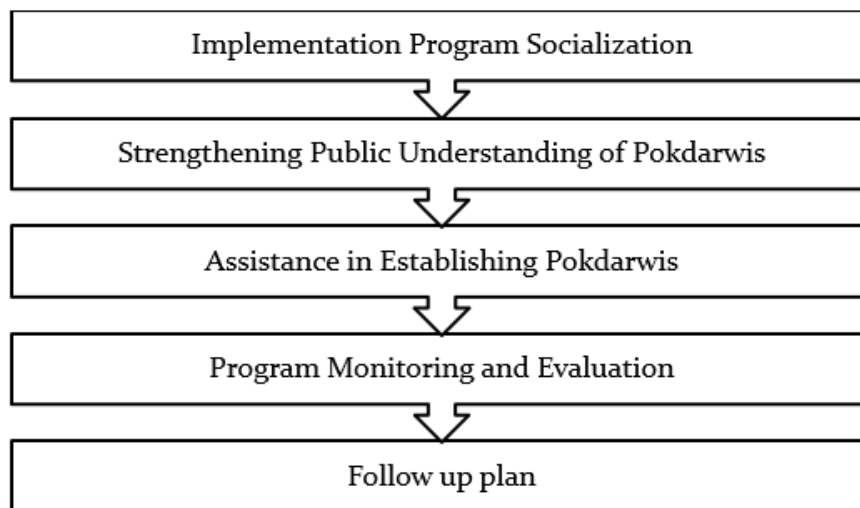 Implementation Program Socialization
Strengthening Public Understanding of Pokdarwis
Assistance in Establishing Pokdarwis
Program Monitoring and Evaluation
Follow up plan